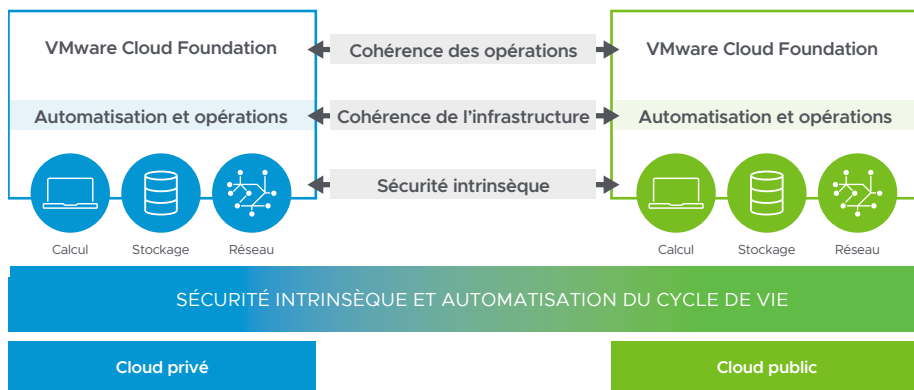 VMware Cloud Foundation
Cohérence des opérations
VMware Cloud Foundation
Automatisation et opérations
Cohérence de l'infrastructure
Automatisation et opérations
Sécurité intrinsèque
Calcul
Stockage
Réseau
Calcul
Stockage
Réseau
SÉCURITÉ INTRINSÈQUE ET AUTOMATISATION DU CYCLE DE VIE
Cloud privé
Cloud public